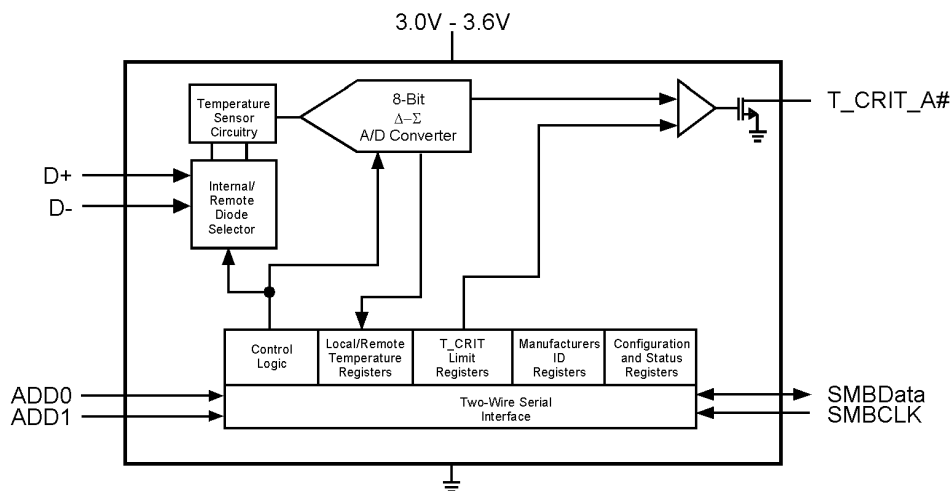 3.0V - 3.6V
Temperature
Sensor
Circuitry
8-Bit
Δ–Σ
A/D Converter
T_CRIT_A#
D+
D-
Internal/
Remote
Diode
Selector
Control
Logic
Local/Remote
Temperature
Registers
T_CRIT
Limit
Registers
Manufacturers
ID
Registers
Configuration
and Status
Registers
ADD0
ADD1
Two-Wire Serial
Interface
SMBData
SMBCLK